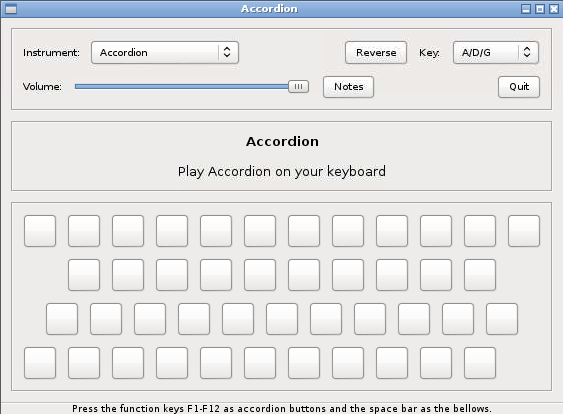 Accordion
Instrument: Accordion Reverse Key: A/D/G
Volume: Notes Quit
Accordion
Play Accordion on your keyboard
Press the function keys F1-F12 as accordion buttons and the space bar as the bellows.